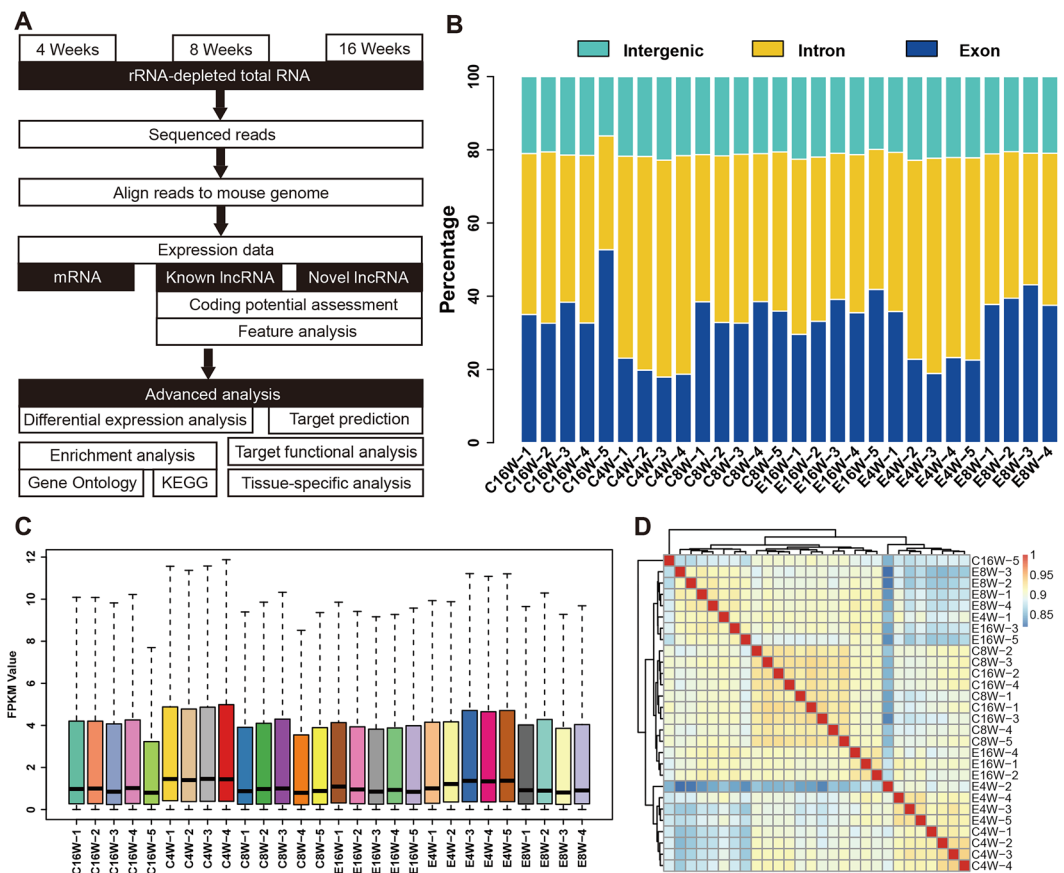 A
4 Weeks
8 Weeks
16 Weeks
rRNA-depleted total RNA
Sequenced reads
Align reads to mouse genome
Expression data
mRNA
Known lncRNA
Novel lncRNA
Coding potential assessment
Feature analysis
Advanced analysis
Differential expression analysis
Target prediction
Enrichment analysis
Target functional analysis
Gene Ontology
KEGG
Tissue-specific analysis
B
Intergenic
Intron
Exon
Percentage
100
80
60
40
20
0
C16W-1
C16W-2
C16W-3
C16W-4
C16W-5
C4W-1
C4W-2
C4W-3
C4W-4
C8W-1
C8W-2
C8W-3
C8W-4
C8W-5
E16W-1
E16W-2
E16W-3
E16W-4
E16W-5
E4W-1
E4W-2
E4W-3
E4W-4
E4W-5
E8W-1
E8W-2
E8W-3
E8W-4
C
FPKM Value
12
10
8
6
4
2
0
C16W-1
C16W-2
C16W-3
C16W-4
C16W-5
C4W-1
C4W-2
C4W-3
C4W-4
C8W-1
C8W-2
C8W-3
C8W-4
C8W-5
E16W-1
E16W-2
E16W-3
E16W-4
E16W-5
E4W-1
E4W-2
E4W-3
E4W-4
E4W-5
E8W-1
E8W-2
E8W-3
E8W-4
D
C16W-5
E8W-3
E8W-2
E8W-1
E8W-4
E4W-1
E16W-3
E16W-5
C8W-2
C8W-3
C16W-2
C16W-4
C8W-1
C16W-1
C16W-3
C8W-4
C8W-5
E16W-4
E16W-1
E16W-2
E4W-2
E4W-4
E4W-3
E4W-5
C4W-1
C4W-2
C4W-3
C4W-4
1
0.95
0.9
0.85